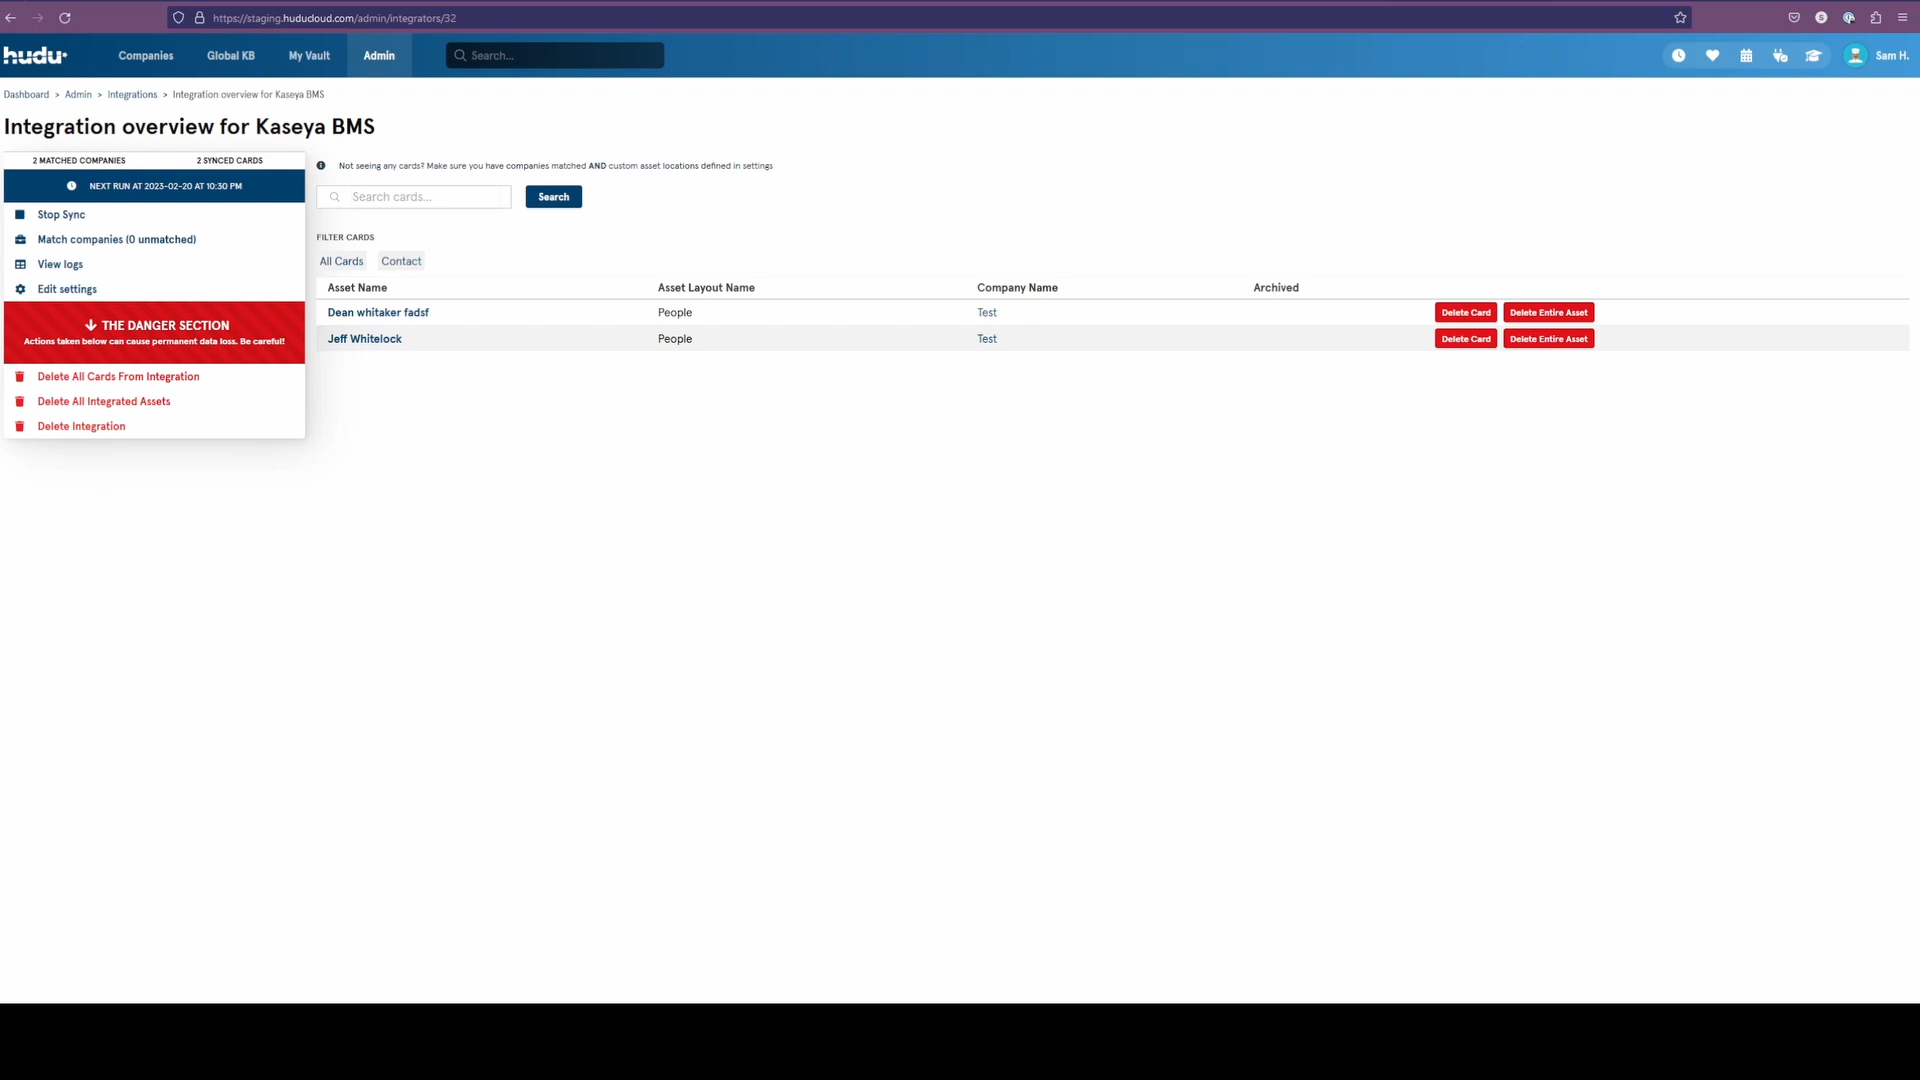 https://staging.huducloud.com/admin/integrators/32
hudu
Companies
Global KB
My Vault
Admin
Search...
Sam H.
Dashboard > Admin > Integrations > Integration overview for Kaseya BMS
Integration overview for Kaseya BMS
2 MATCHED COMPANIES
2 SYNCED CARDS
NEXT RUN AT 2023-02-20 AT 10:30 PM
Stop Sync
Match companies (0 unmatched)
View logs
Edit settings
THE DANGER SECTION
Actions taken below can cause permanent data loss. Be careful!
Delete All Cards From Integration
Delete All Integrated Assets
Delete Integration
Not seeing any cards? Make sure you have companies matched AND custom asset locations defined in settings
Search cards...
Search
FILTER CARDS
All Cards
Contact
Asset Name Asset Layout Name Company Name Archived
Dean whitaker fadsf People Test Delete Card Delete Entire Asset
Jeff Whitelock People Test Delete Card Delete Entire Asset